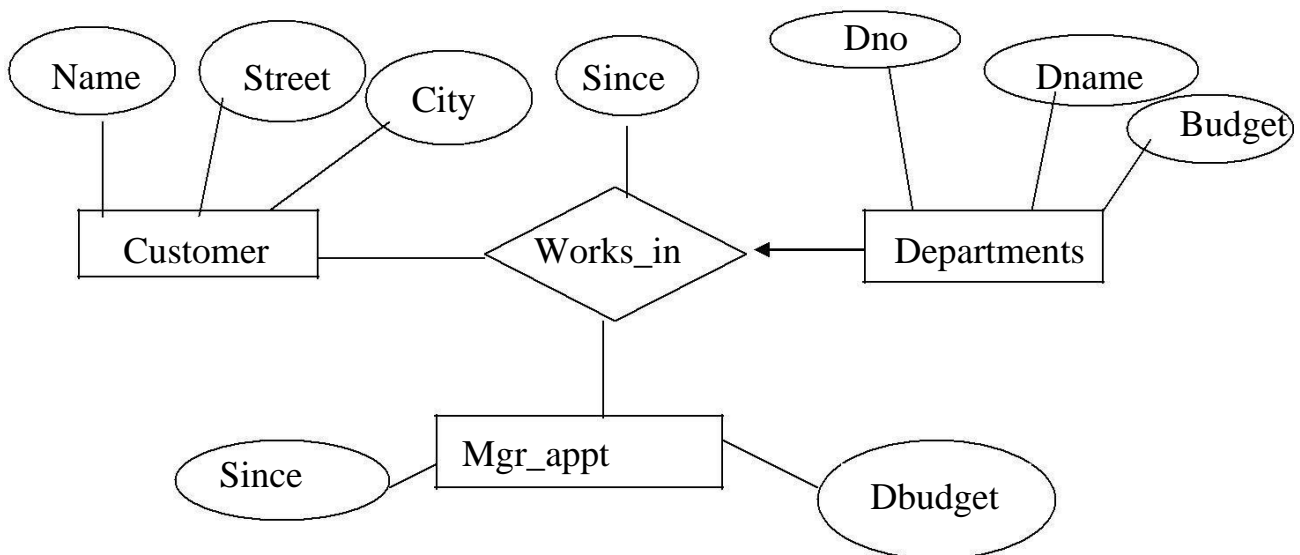 Name
Street
City
Since
Dno
Dname
Budget
Customer
Works_in
Departments
Mgr_appt
Since
Dbudget